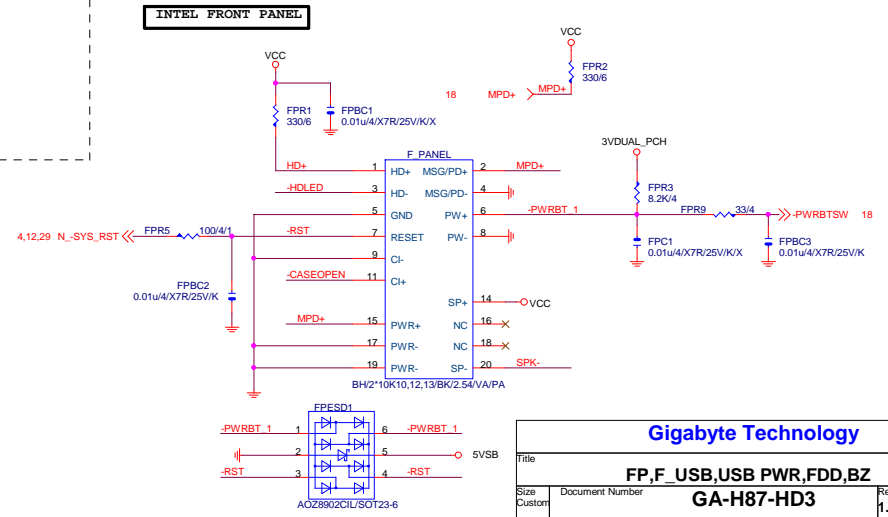 INTEL FRONT PANEL
VCC
FPR1
330/6
FPBC1
0.01u/4/X7R/25V/K/X
VCC
FPR2
330/6
18 MPD+ MPD+
3VDUAL_PCH
FPR3
8.2K/4
FPR9 33/4
-PWRBTSW 18
FPC1
0.01u/4/X7R/25V/K/X
FPBC3
0.01u/4/X7R/25V/K
F_PANEL
HD+ 1 HD+ MSG/PD+ 2 MPD+
-HDLED 3 HD- MSG/PD- 4
5 GND PW+ 6 -PWRBT_1
4,12,29 N_-SYS_RST FPR5 100/4/1 -RST 7 RESET PW- 8
9 CI-
-CASEOPEN 11 CI+
FPBC2
0.01u/4/X7R/25V/K
SP+ 14 VCC
MPD+ 15 PWR+ NC 16
17 PWR- NC 18
19 PWR- SP- 20 SPK-
BH/2*10K10,12,13/BK/2.54/VA/PA
FPESD1
-PWRBT_1 1 6 -PWRBT_1
2 5 5VSB
-RST 3 4 -RST
AOZ8902CIL/SOT23-6
Gigabyte Technology
Title
FP,F_USB,USB PWR,FDD,BZ
Size Document Number
Custom GA-H87-HD3
1.